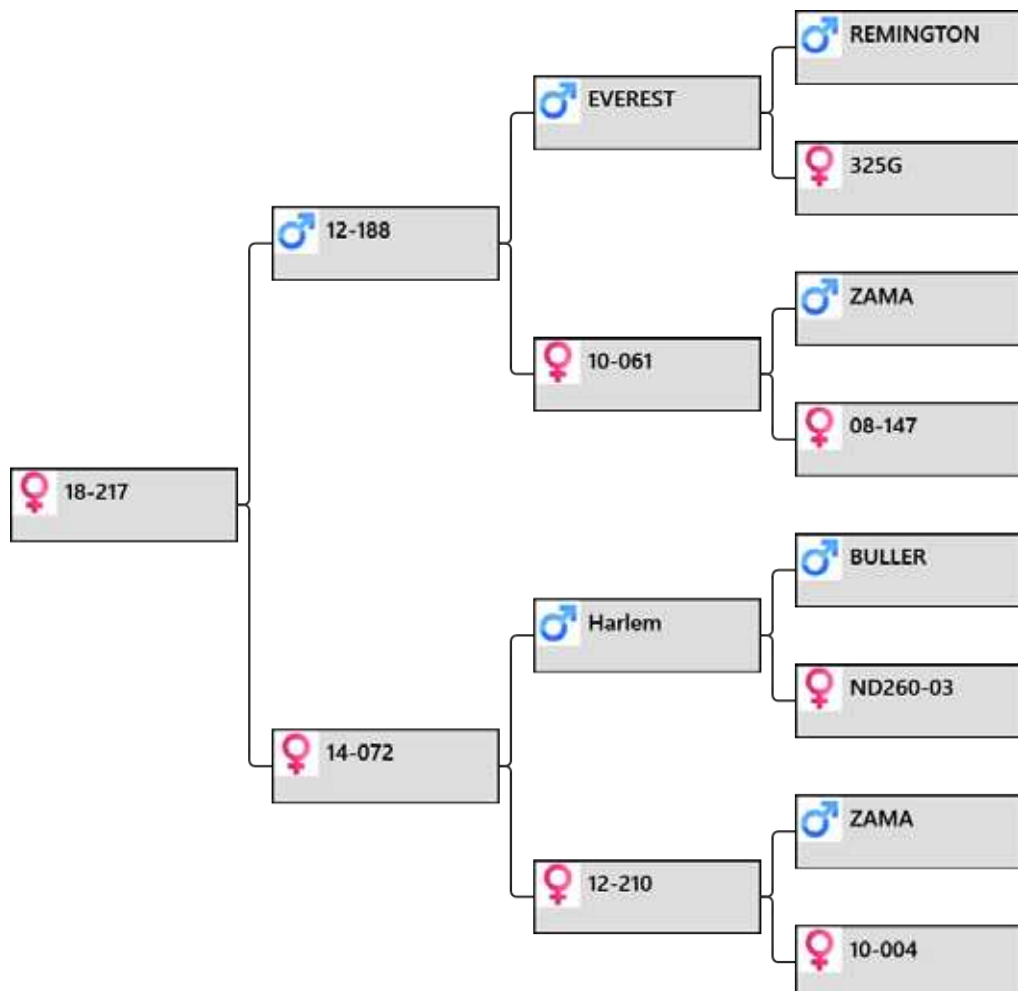 REMINGTON
EVEREST
325G
12-188
ZAMA
10-061
08-147
18-217
BULLER
Harlem
ND260-03
14-072
ZAMA
12-210
10-004